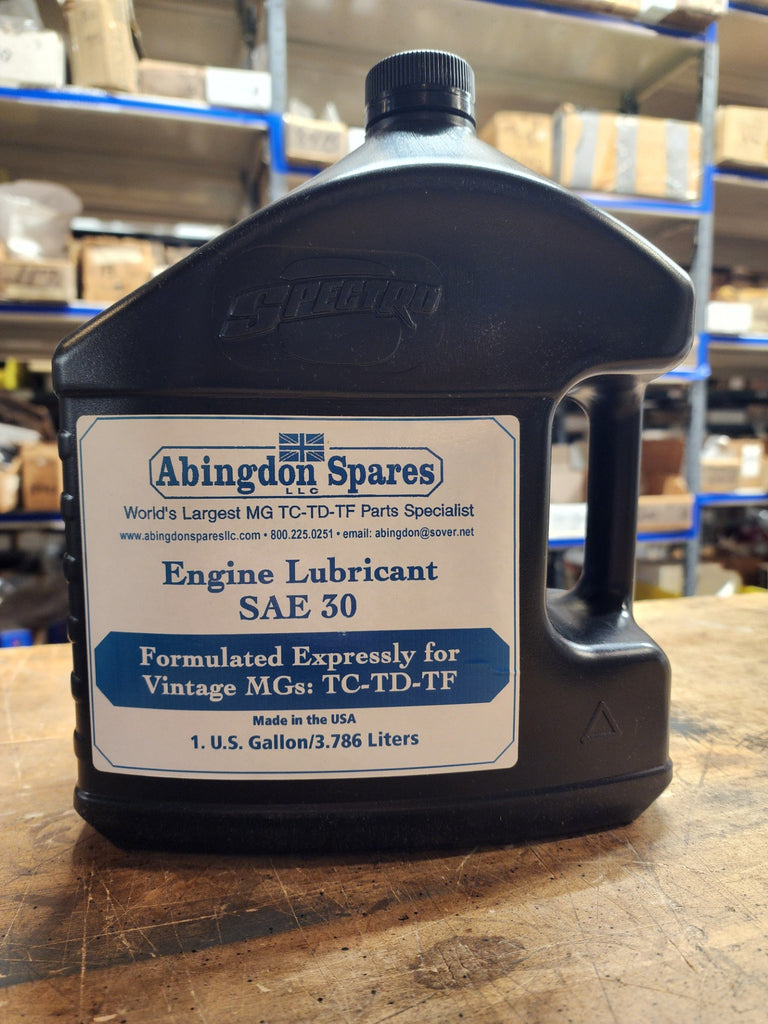 SPECTRO
Abingdon Spares
LLC
World's Largest MG TC-TD-TF Parts Specialist
www.abingdonsparesllc.com • 800.225.0251 • email: abingdon@sover.net
Engine Lubricant
SAE 30
Formulated Expressly for
Vintage MGs: TC-TD-TF
Made in the USA
1. U.S. Gallon/3.786 Liters